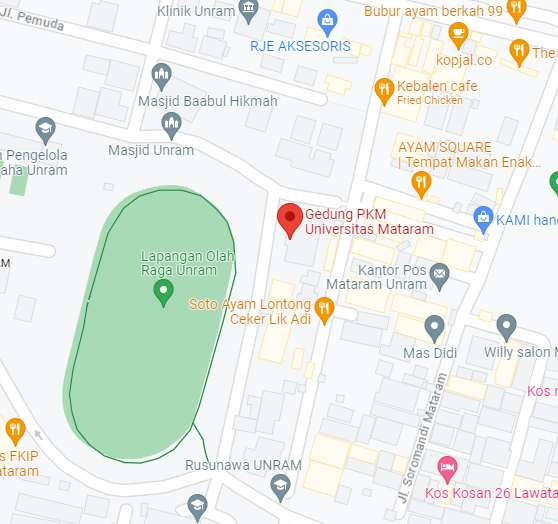 Jl. Pemuda
Klinik Unram
RJE AKSESORIS
Bubur ayam berkah 99
kopjal.co
The
Masjid Baabul Hikmah
Kebalen cafe
Fried Chicken
Masjid Unram
Pengelola
aha Unram
AYAM SQUARE
| Tempat Makan Enak...
Gedung PKM
Universitas Mataram
KAMI han
Lapangan Olah
Raga Unram
AM
Kantor Pos
Mataram Unram
Soto Ayam Lontong
Ceker Lik Adi
Mas Didi
Willy salon
Kos
Jl. Soromandi Mataram
s FKIP
ataram
Rusunawa UNRAM
Kos Kosan 26 Lawata